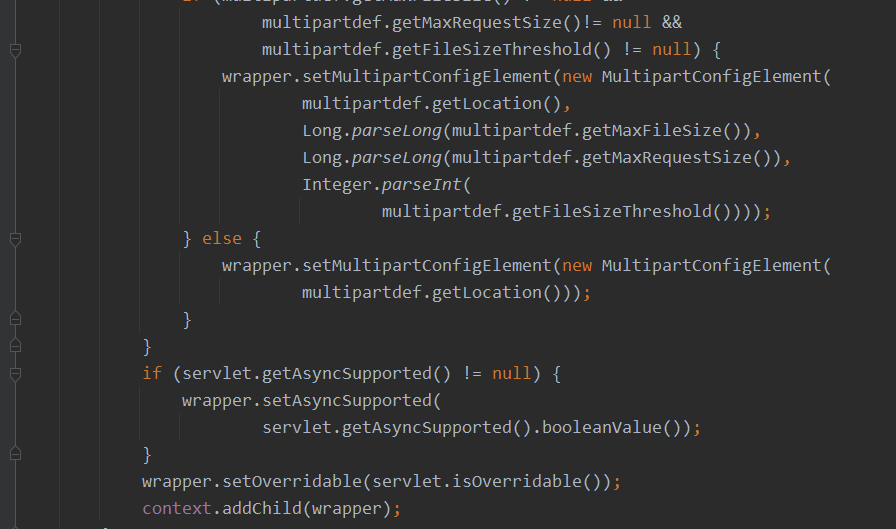 multipartdef.getMaxRequestSize()!= null &&
multipartdef.getFileSizeThreshold() != null) {
wrapper.setMultipartConfigElement(new MultipartConfigElement(
multipartdef.getLocation(),
Long.parseLong(multipartdef.getMaxFileSize()),
Long.parseLong(multipartdef.getMaxRequestSize()),
Integer.parseInt(
multipartdef.getFileSizeThreshold())));
} else {
wrapper.setMultipartConfigElement(new MultipartConfigElement(
multipartdef.getLocation()));
}
}
if (servlet.getAsyncSupported() != null) {
wrapper.setAsyncSupported(
servlet.getAsyncSupported().booleanValue());
}
wrapper.setOverridable(servlet.isOverridable());
context.addChild(wrapper);